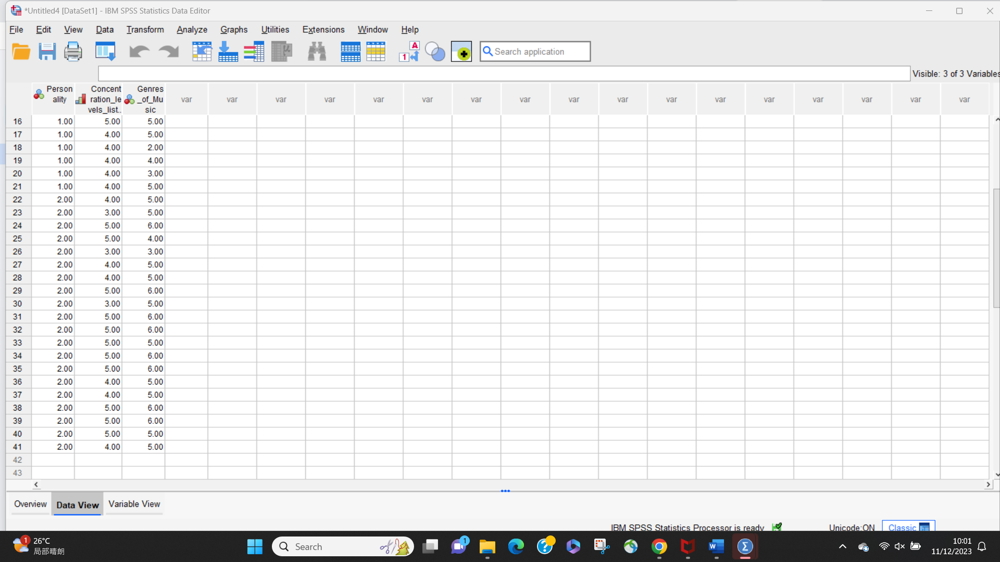 *Untitled4 [DataSet1] - IBM SPSS Statistics Data Editor
File Edit View Data Transform Analyze Graphs Utilities Extensions Window Help
Search application
Visible: 3 of 3 Variables
Personality Concentration_levels_list.. Genres_of_Music var var var var var var var var var var var var var var var var var
16 1.00 5.00 5.00
17 1.00 4.00 5.00
18 1.00 4.00 2.00
19 1.00 4.00 4.00
20 1.00 4.00 3.00
21 1.00 4.00 5.00
22 2.00 4.00 5.00
23 2.00 3.00 5.00
24 2.00 5.00 6.00
25 2.00 5.00 4.00
26 2.00 3.00 3.00
27 2.00 4.00 5.00
28 2.00 4.00 5.00
29 2.00 5.00 6.00
30 2.00 3.00 5.00
31 2.00 5.00 6.00
32 2.00 5.00 6.00
33 2.00 5.00 5.00
34 2.00 5.00 6.00
35 2.00 5.00 6.00
36 2.00 4.00 5.00
37 2.00 4.00 5.00
38 2.00 5.00 6.00
39 2.00 5.00 6.00
40 2.00 5.00 5.00
41 2.00 4.00 5.00
42
43
Overview Data View Variable View
IBM SPSS Statistics Processor is ready Unicode:ON Classic
1 26°C
局部晴朗
Search
1
10:01
11/12/2023